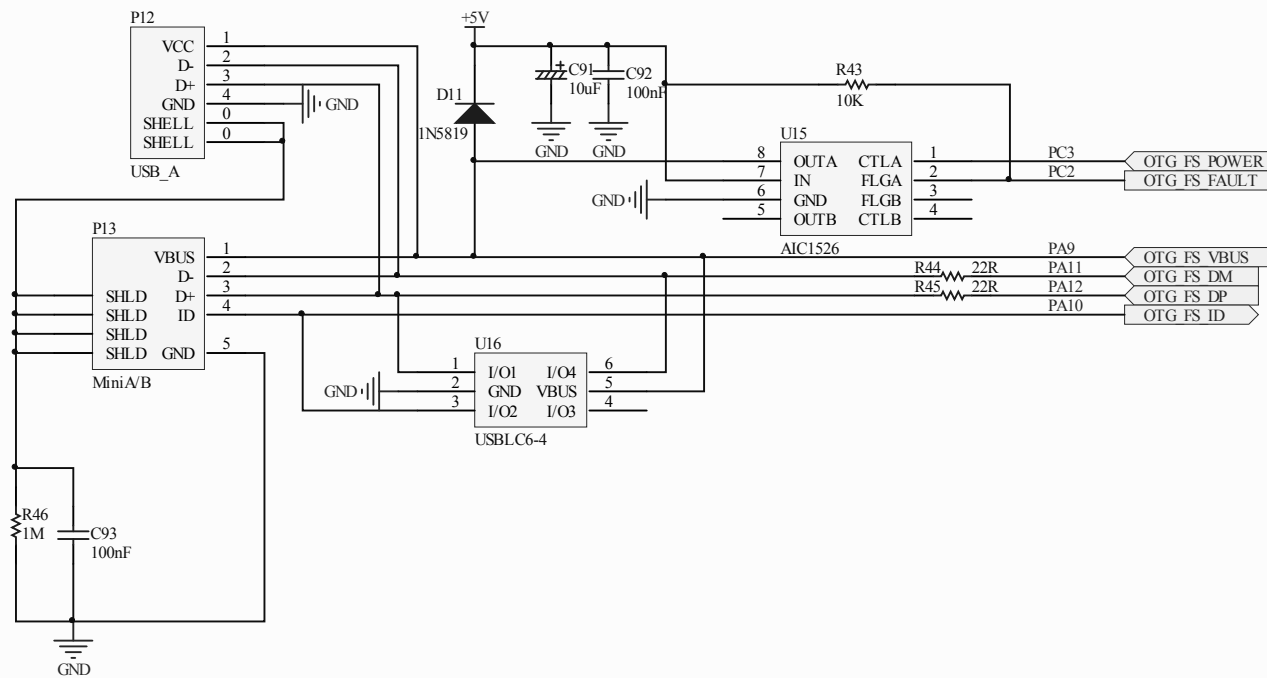 P12
VCC 1
D- 2
D+ 3
GND 4
SHELL 0
SHELL 0
USB_A
GND
+5V
D11
1N5819
C91
10uF
+
GND
C92
100nF
GND
R43
10K
U15
8 OUTA CTLA 1
7 IN FLGA 2
6 GND FLGB 3
5 OUTB CTLB 4
AIC1526
GND
PC3 OTG_FS_POWER
PC2 OTG_FS_FAULT
P13
VBUS 1
D- 2
SHLD D+ 3
SHLD ID 4
SHLD
SHLD GND 5
MiniA/B
PA9 OTG_FS_VBUS
R44 22R PA11 OTG_FS_DM
R45 22R PA12 OTG_FS_DP
PA10 OTG_FS_ID
U16
1 I/O1 I/O4 6
2 GND VBUS 5
3 I/O2 I/O3 4
USBLC6-4
GND
R46
1M
C93
100nF
GND